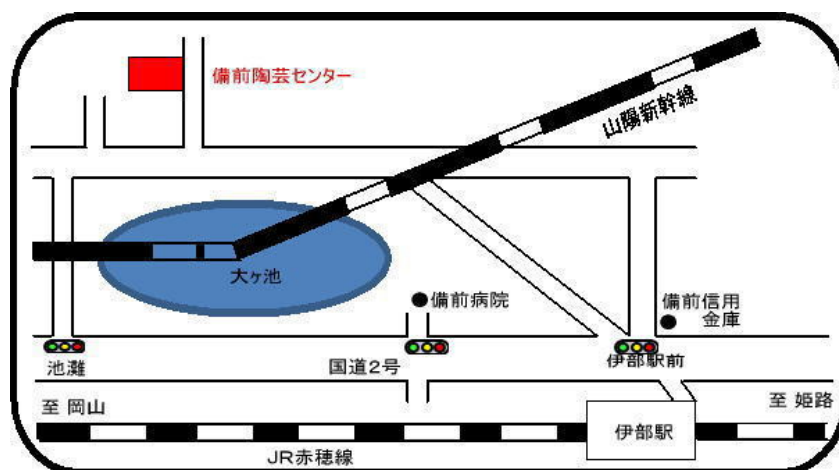 備前陶芸センター
山陽新幹線
大ヶ池
備前病院
備前信用
金庫
池灘
国道2号
伊部駅前
至 岡山
至 姫路
伊部駅
JR赤穂線